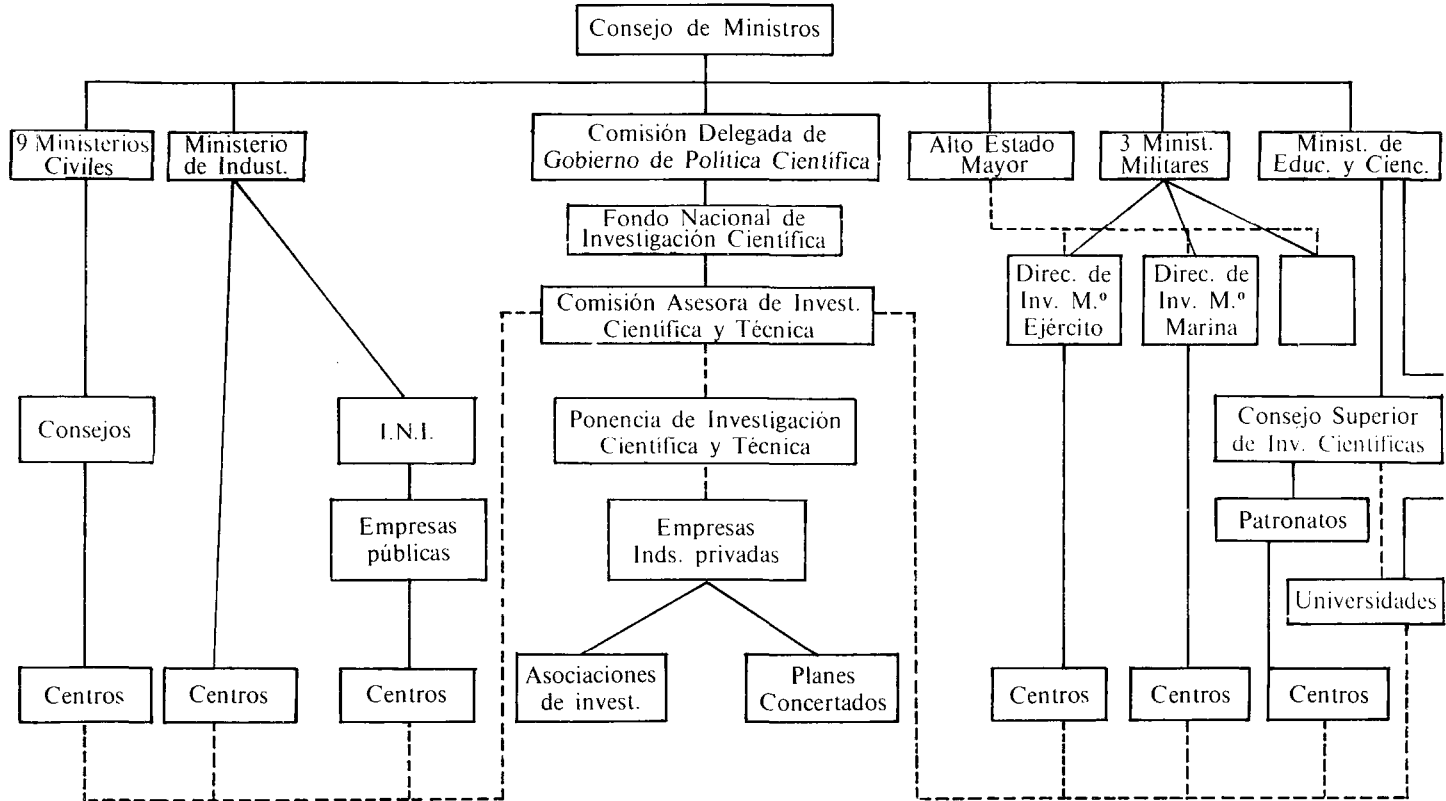 Consejo de Ministros
9 Ministerios
Civiles
Ministerio
de Indust.
Comisión Delegada de
Gobierno de Política Científica
Alto Estado
Mayor
3 Minist.
Militares
Minist. de
Educ. y Cienc.
Fondo Nacional de
Investigación Científica
Comisión Asesora de Invest.
Científica y Técnica
Direc. de
Inv. M.º
Ejército
Direc. de
Inv. M.º
Marina
Consejos
I.N.I.
Ponencia de Investigación
Científica y Técnica
Consejo Superior
de Inv. Científicas
Empresas
públicas
Empresas
Inds. privadas
Patronatos
Universidades
Centros
Centros
Centros
Asociaciones
de invest.
Planes
Concertados
Centros
Centros
Centros